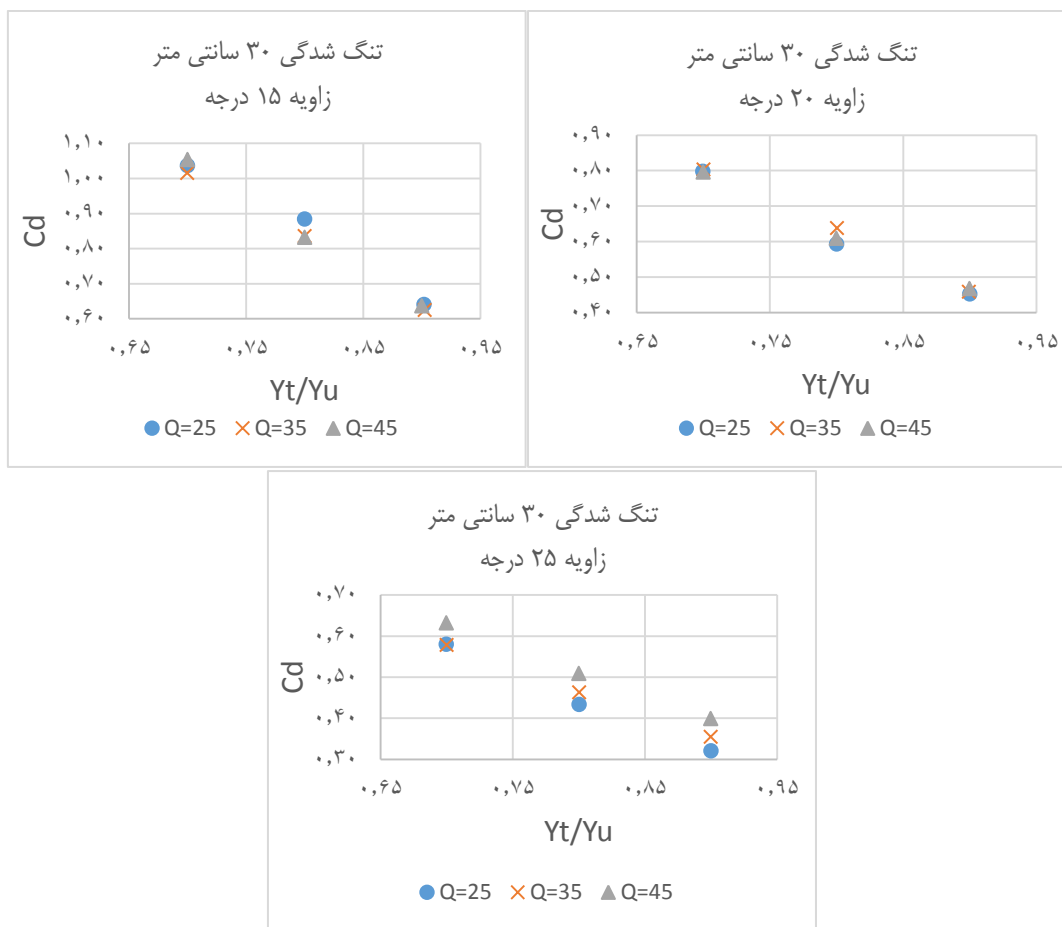 تنگ شدگی ۳۰ سانتی متر
زاویه ۱۵ درجه
۱,۱۰
۱,۰۰
۰,۹۰
۰,۸۰
۰,۷۰
۰,۶۰
Cd
۰,۶۵ ۰,۷۵ ۰,۸۵ ۰,۹۵
Yt/Yu
Q=25 Q=35 Q=45
تنگ شدگی ۳۰ سانتی متر
زاویه ۲۰ درجه
۰,۹۰
۰,۸۰
۰,۷۰
۰,۶۰
۰,۵۰
۰,۴۰
Cd
۰,۶۵ ۰,۷۵ ۰,۸۵ ۰,۹۵
Yt/Yu
Q=25 Q=35 Q=45
تنگ شدگی ۳۰ سانتی متر
زاویه ۲۵ درجه
۰,۷۰
۰,۶۰
۰,۵۰
۰,۴۰
۰,۳۰
Cd
۰,۶۵ ۰,۷۵ ۰,۸۵ ۰,۹۵
Yt/Yu
Q=25 Q=35 Q=45